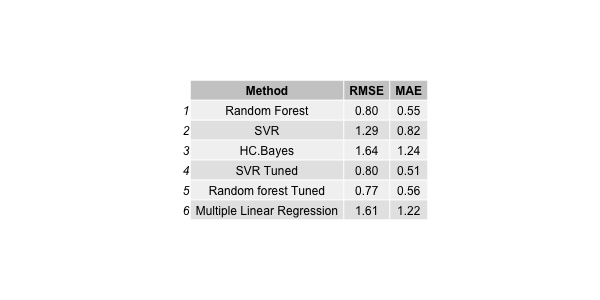 Method RMSE MAE
1 Random Forest 0.80 0.55
2 SVR 1.29 0.82
3 HC.Bayes 1.64 1.24
4 SVR Tuned 0.80 0.51
5 Random forest Tuned 0.77 0.56
6 Multiple Linear Regression 1.61 1.22